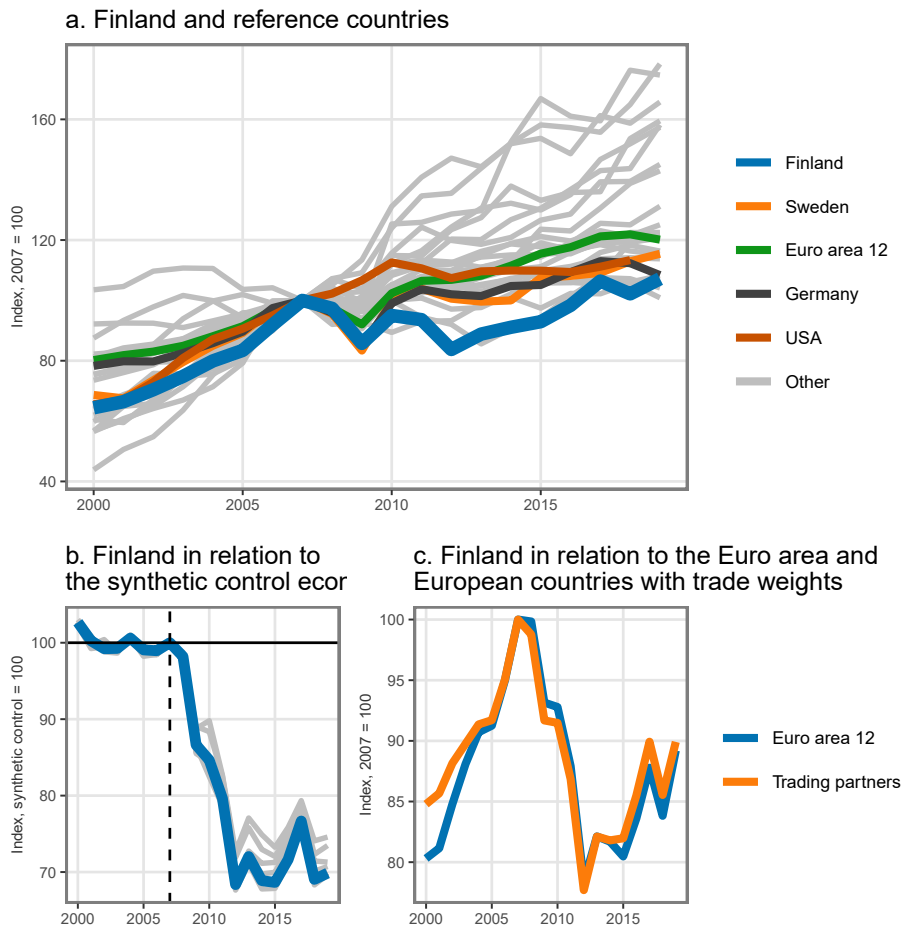 a. Finland and reference countries
Index, 2007 = 100
160
120
80
40
2000
2005
2010
2015
Finland
Sweden
Euro area 12
Germany
USA
Other
b. Finland in relation to
the synthetic control ecor
Index, synthetic control = 100
100
90
80
70
2000
2005
2010
2015
c. Finland in relation to the Euro area and
European countries with trade weights
Index, 2007 = 100
100
95
90
85
80
2000
2005
2010
2015
Euro area 12
Trading partners